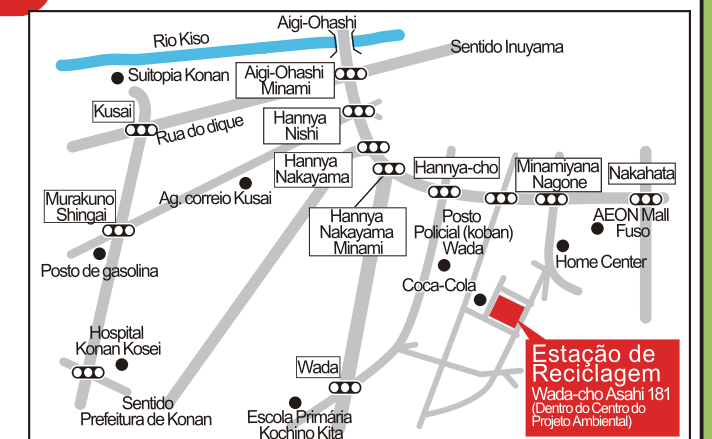 Aigi-Ohashi
Rio Kiso
Sentido Inuyama
Suitopia Konan
Aigi-Ohashi
Minami
Kusai
Rua do dique
Hannya
Nishi
Hannya
Nakayama
Hannya-cho
Minamiyana
Nagone
Nakahata
Ag. correio Kusai
Murakuno
Shingai
Hannya
Nakayama
Minami
Posto
Policial (koban)
Wada
AEON Mall
Fuso
Home Center
Posto de gasolina
Coca-Cola
Hospital
Konan Kosei
Wada
Estação de
Reciclagem
Wada-cho Asahi 181
(Dentro do Centro do
Projeto Ambiental)
Sentido
Prefeitura de Konan
Escola Primária
Kochino Kita